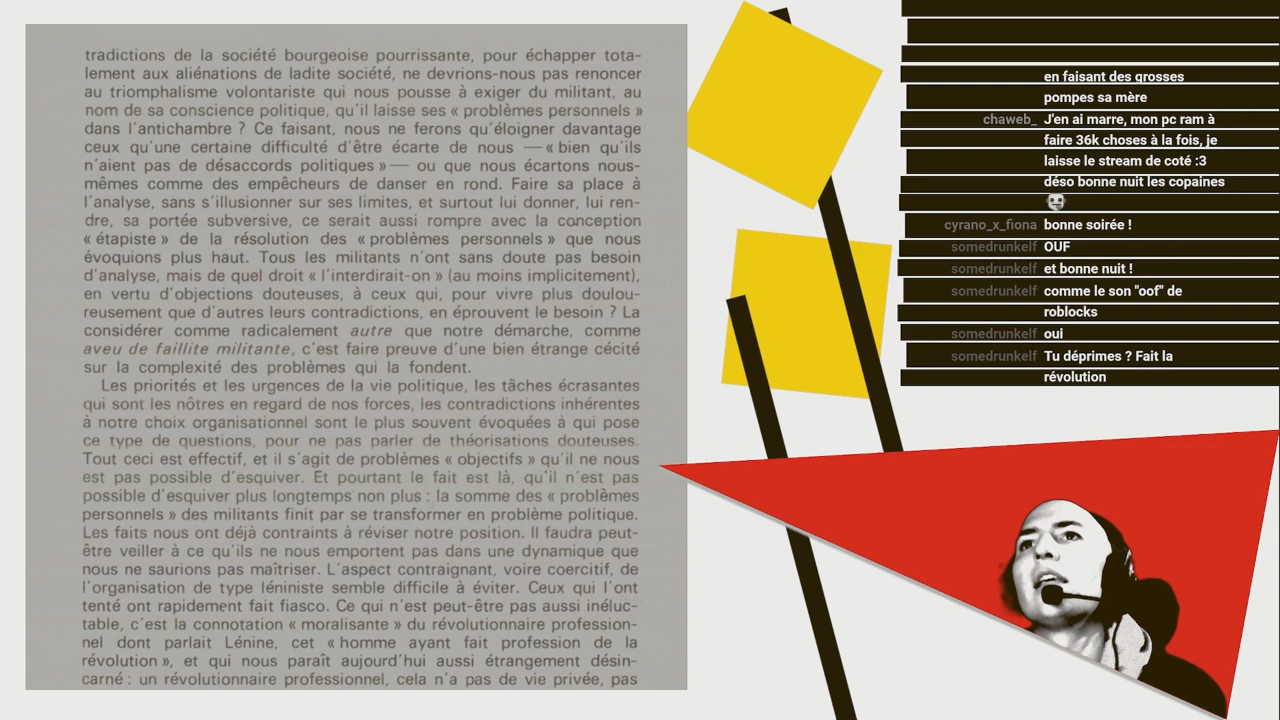 traditions de la société bourgeoise pourrissante, pour échapper tota-
lement aux aliénations de ladite société, ne devrions-nous pas renoncer
au triomphalisme volontariste qui nous pousse à exiger du militant, au
nom de sa conscience politique, qu'il laisse ses « problèmes personnels »
dans l'antichambre ? Ce faisant, nous ne ferons qu'éloigner davantage
ceux qu'une certaine difficulté d'être écarte de nous — « bien qu'ils
n'aient pas de désaccords politiques » — ou que nous écartons nous-
mêmes comme des empêcheurs de danser en rond. Faire sa place à
l'analyse, sans s'illusionner sur ses limites, et surtout lui donner, lui ren-
dre, sa portée subversive, ce serait aussi rompre avec la conception
« étapiste » de la résolution des « problèmes personnels » que nous
évoquions plus haut. Tous les militants n'ont sans doute pas besoin
d'analyse, mais de quel droit « l'interdirait-on » (au moins implicitement),
en vertu d'objections douteuses, à ceux qui, pour vivre plus doulou-
reusement que d'autres leurs contradictions, en éprouvent le besoin ? La
considérer comme radicalement autre que notre démarche, comme
aveu de faillite militante, c'est faire preuve d'une bien étrange cécité
sur la complexité des problèmes qui la fondent.
Les priorités et les urgences de la vie politique, les tâches écrasantes
qui sont les nôtres en regard de nos forces, les contradictions inhérentes
à notre choix organisationnel sont le plus souvent évoquées à qui pose
ce type de questions, pour ne pas parler de théorisations douteuses.
Tout ceci est effectif, et il s'agit de problèmes « objectifs » qu'il ne nous
est pas possible d'esquiver. Et pourtant le fait est là, qu'il n'est pas
possible d'esquiver plus longtemps non plus : la somme des « problèmes
personnels » des militants finit par se transformer en problème politique.
Les faits nous ont déjà contraints à réviser notre position. Il faudra peut-
être veiller à ce qu'ils ne nous emportent pas dans une dynamique que
nous ne saurions pas maîtriser. L'aspect contraignant, voire coercitif, de
l'organisation de type léniniste semble difficile à éviter. Ceux qui l'ont
tenté ont rapidement fait fiasco. Ce qui n'est peut-être pas aussi inéluc-
table, c'est la connotation « moralisante » du révolutionnaire profession-
nel dont parlait Lénine, cet « homme ayant fait profession de la
révolution », et qui nous paraît aujourd'hui aussi étrangement désin-
carné : un révolutionnaire professionnel, cela n'a pas de vie privée, pas
en faisant des grosses
pompes sa mère
chaweb_ J'en ai marre, mon pc ram à
faire 36k choses à la fois, je
laisse le stream de coté :3
déso bonne nuit les copaines
cyrano_x_fiona bonne soirée !
somedrunkelf OUF
somedrunkelf et bonne nuit !
somedrunkelf comme le son "oof" de
roblocks
somedrunkelf oui
somedrunkelf Tu déprimes ? Fait la
révolution